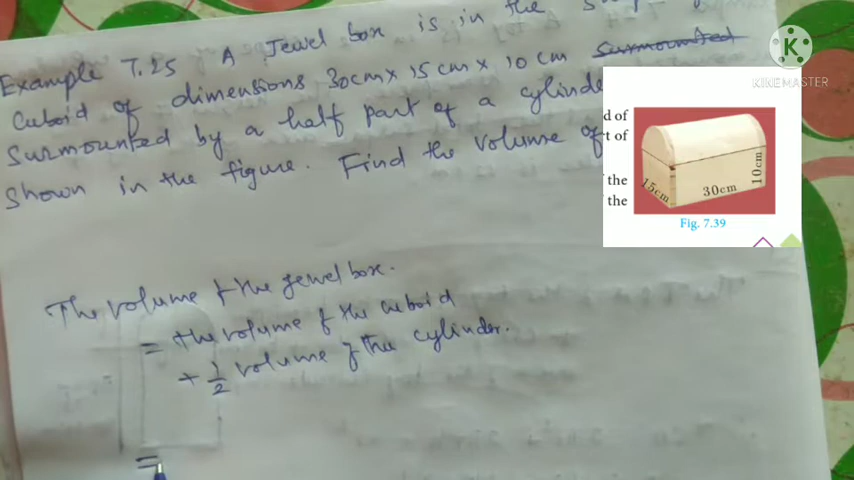 Example 7.25 A Jewel box is in the
Cuboid of dimensions 30cm x 15 cm x 10 cm Surmounted
Surmounted by a half part of a cylinde
Shown in the figure. Find the volume of
KINEMASTER
d of
t of
the
the
15cm
30cm
10cm
Fig. 7.39
The volume of the Jewel box.
= the volume of the cuboid
+ 1/2 volume of the cylinder.
=